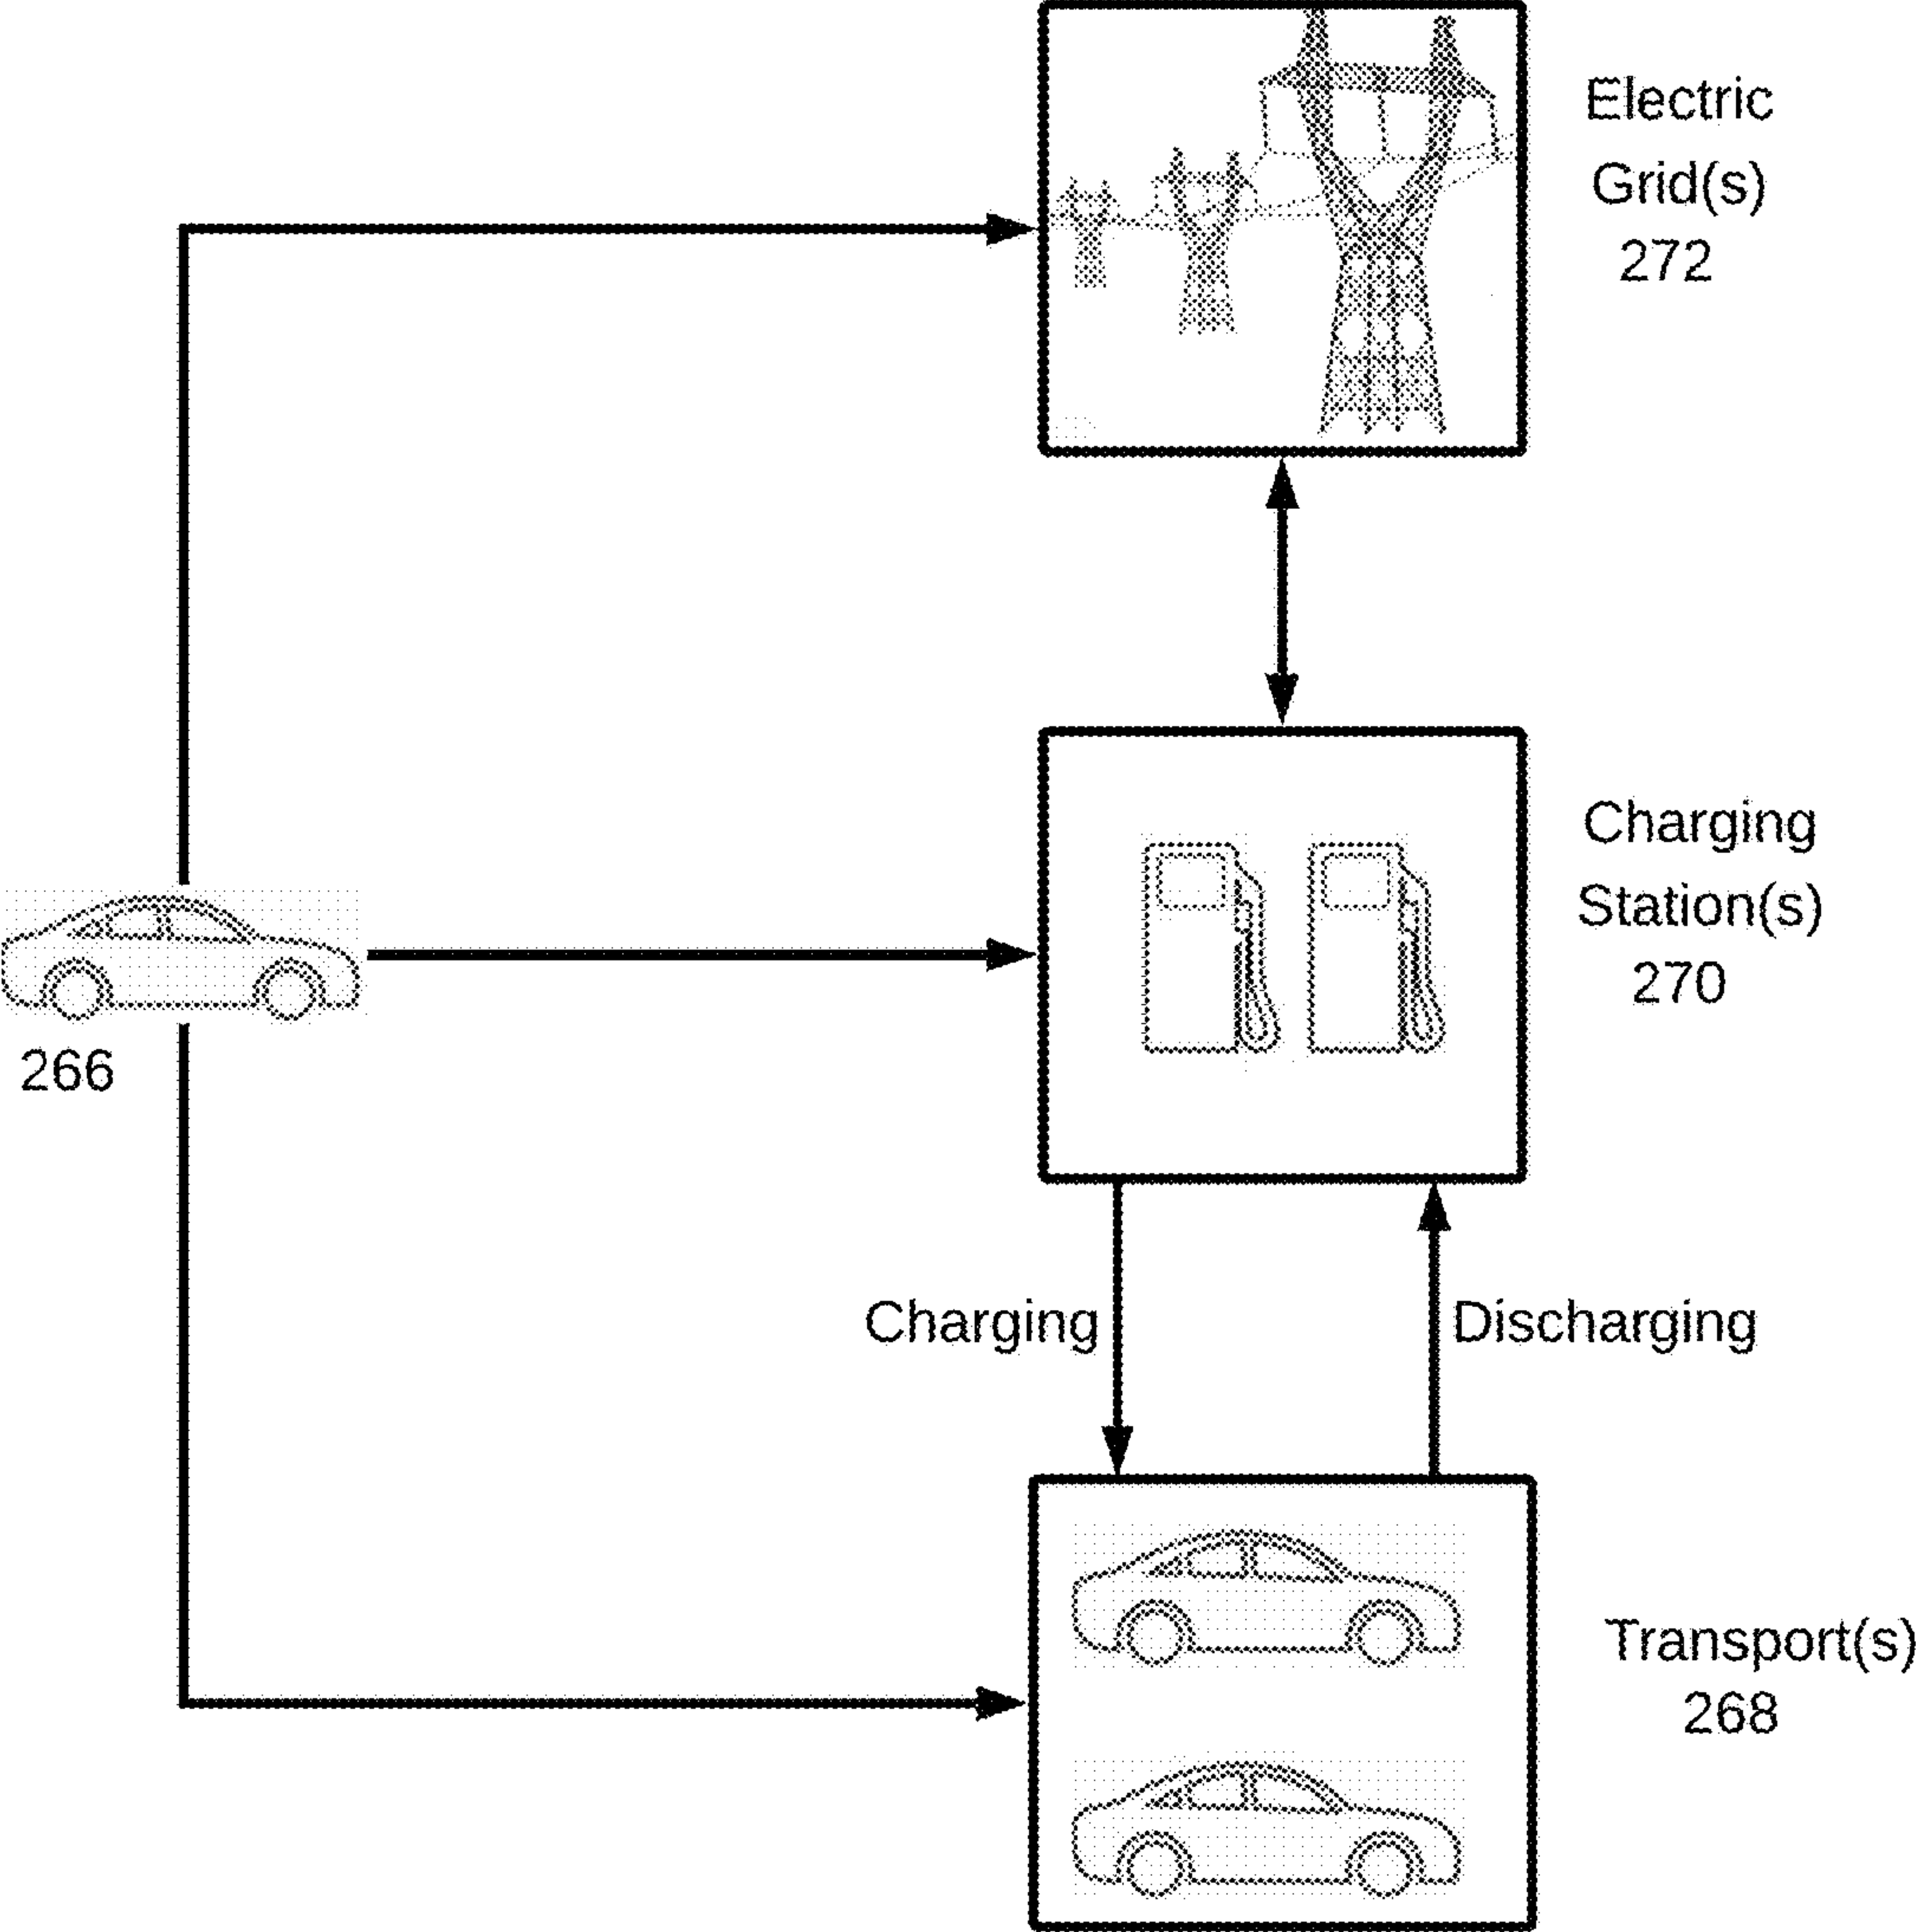 Electric
Grid(s)
272
Charging
Station(s)
270
266
Charging
Discharging
Transport(s)
268